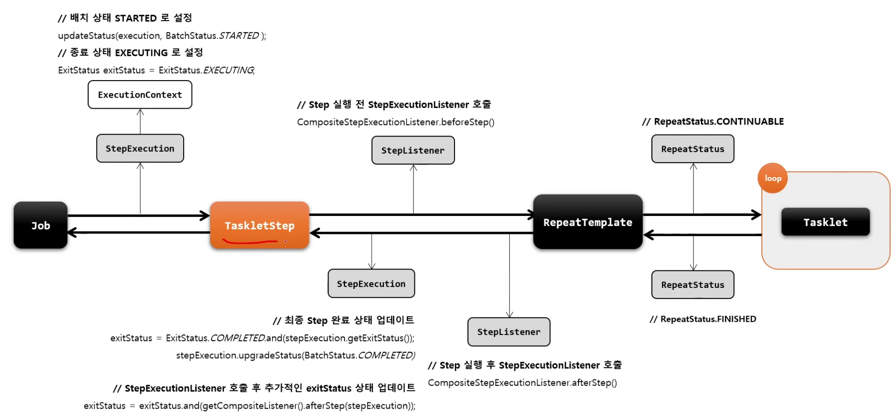 // 배치 상태 STARTED 로 설정
updateStatus(execution, BatchStatus.STARTED );
// 종료 상태 EXECUTING 로 설정
ExitStatus exitStatus = ExitStatus.EXECUTING;
ExecutionContext
// Step 실행 전 StepExecutionListener 호출
CompositeStepExecutionListener.beforeStep()
// RepeatStatus.CONTINUABLE
StepExecution
StepListener
RepeatStatus
loop
Job
TaskletStep
RepeatTemplate
Tasklet
StepExecution
RepeatStatus
// 최종 Step 완료 상태 업데이트
StepListener
// RepeatStatus.FINISHED
exitStatus = ExitStatus.COMPLETED.and(stepExecution.getExitStatus());
stepExecution.upgradeStatus(BatchStatus.COMPLETED)
// Step 실행 후 StepExecutionListener 호출
CompositeStepExecutionListener.afterStep()
// StepExecutionListener 호출 후 추가적인 exitStatus 상태 업데이트
exitStatus = exitStatus.and(getCompositeListener().afterStep(stepExecution));